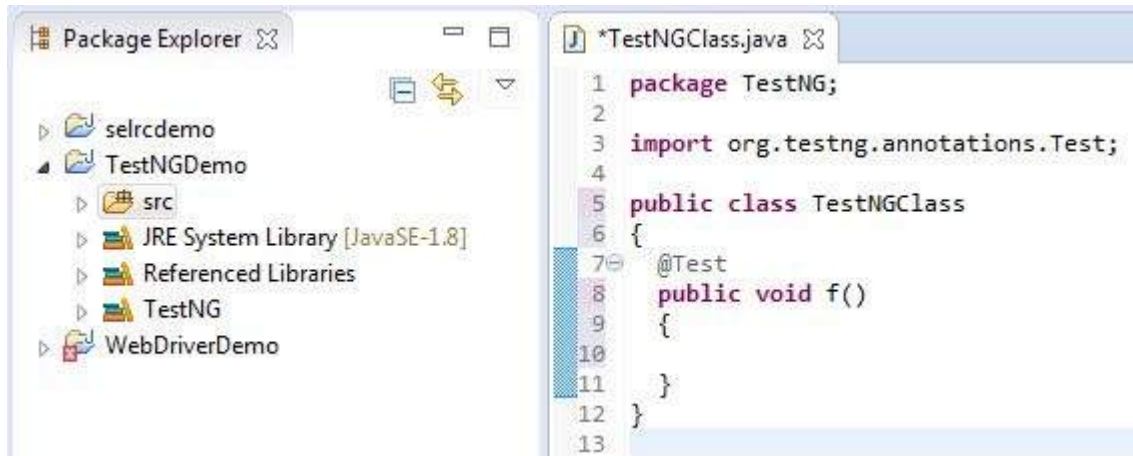 Package Explorer
selrcdemo
TestNGDemo
src
JRE System Library [JavaSE-1.8]
Referenced Libraries
TestNG
WebDriverDemo
*TestNGClass.java
1 package TestNG;
2
3 import org.testng.annotations.Test;
4
5 public class TestNGClass
6 {
7 @Test
8 public void f()
9 {
10
11 }
12 }
13